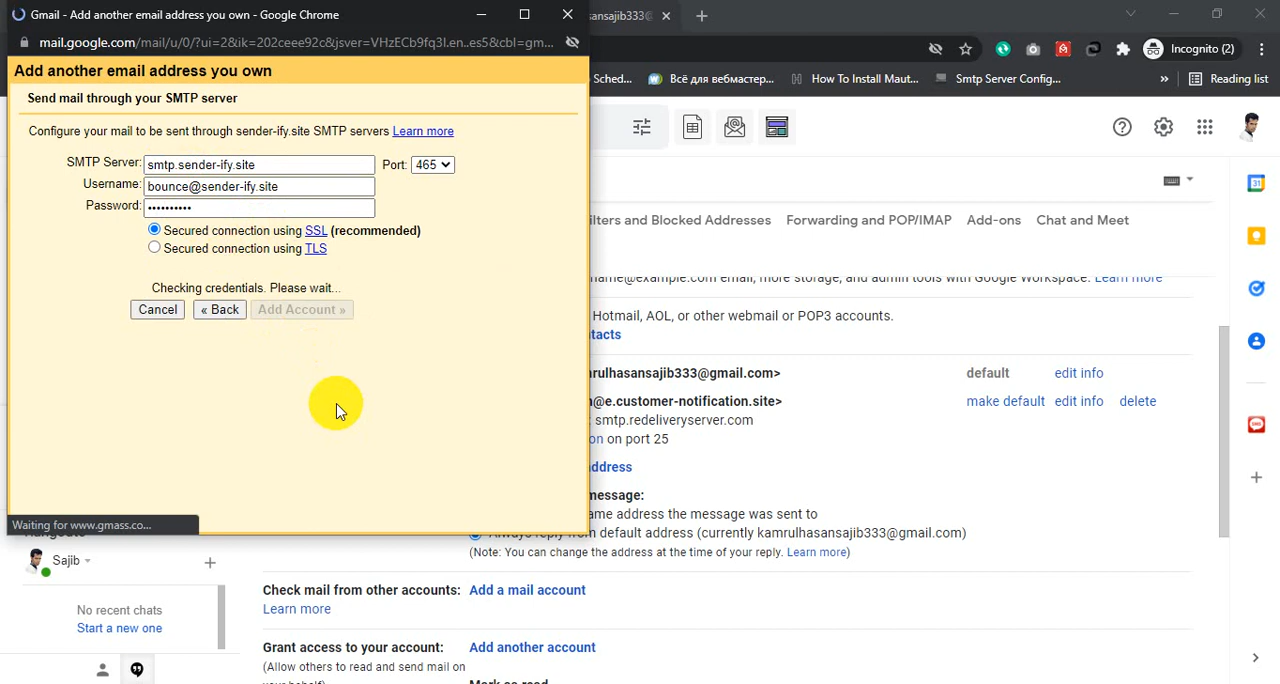 Gmail - Add another email address you own - Google Chrome
mail.google.com/mail/u/0/?ui=2&ik=202ceee92c&jsver=VHzECb9fq3I.en..es5&cbl=gm...
Add another email address you own
Send mail through your SMTP server
Configure your mail to be sent through sender-ify.site SMTP servers Learn more
SMTP Server: smtp.sender-ify.site Port: 465
Username: bounce@sender-ify.site
Password: ••••••••••
Secured connection using SSL (recommended)
Secured connection using TLS
Checking credentials. Please wait...
Cancel « Back Add Account »
Waiting for www.gmass.co...
ansajib333@
Incognito (2)
Sched... Всё для вебмастер... How To Install Maut... Smtp Server Config... » Reading list
ilters and Blocked Addresses Forwarding and POP/IMAP Add-ons Chat and Meet
name@example.com email, more storage, and admin tools with Google Workspace. Learn more
Hotmail, AOL, or other webmail or POP3 accounts.
tacts
rulhasansajib333@gmail.com> default edit info
n@e.customer-notification.site> make default edit info delete
smtp.redeliveryserver.com
on on port 25
address
message:
ame address the message was sent to
Always reply from default address (currently kamrulhasansajib333@gmail.com)
(Note: You can change the address at the time of your reply. Learn more)
Check mail from other accounts: Add a mail account
Learn more
Grant access to your account: Add another account
(Allow others to read and send mail on
Mark as read
Sajib
No recent chats
Start a new one
31